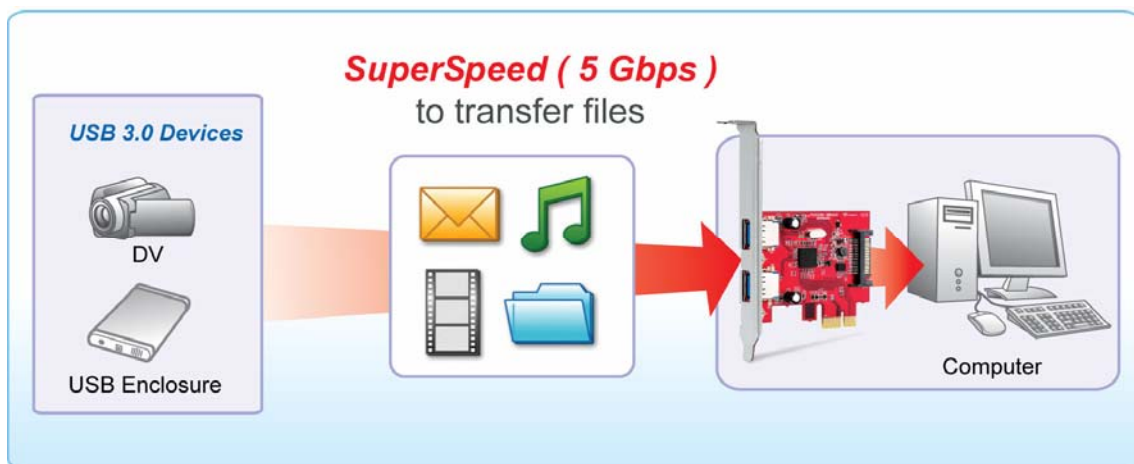 SuperSpeed ( 5 Gbps )
to transfer files
USB 3.0 Devices
DV
USB Enclosure
Computer